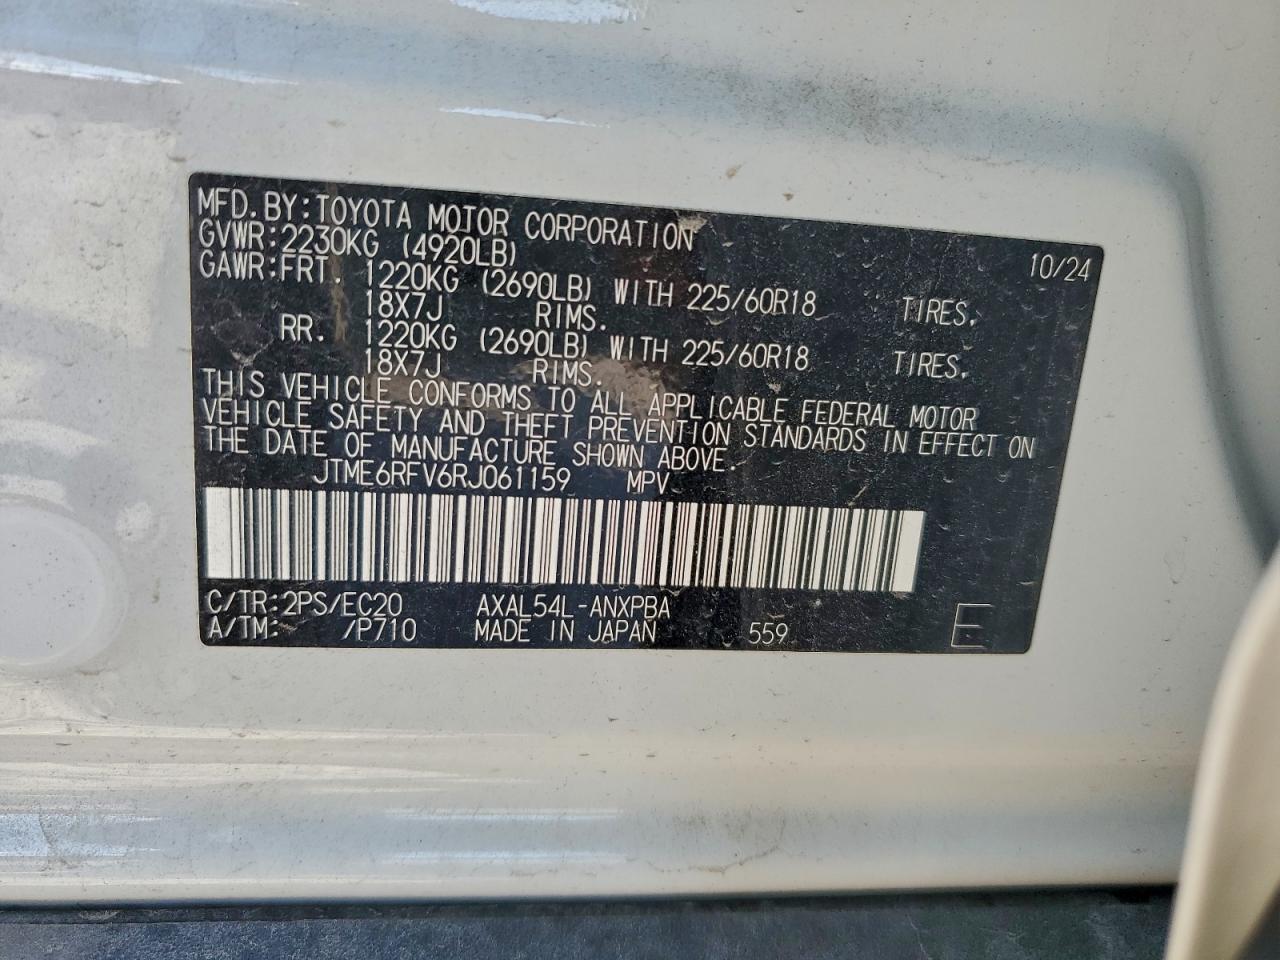 MFD.BY:TOYOTA MOTOR CORPORATION 10/24
GVWR:2230KG (4920LB)
GAWR:FRT. 1220KG (2690LB) WITH 225/60R18 TIRES,
18X7J RIMS.
RR. 1220KG (2690LB) WITH 225/60R18 TIRES,
18X7J RIMS.
THIS VEHICLE CONFORMS TO ALL APPLICABLE FEDERAL MOTOR
VEHICLE SAFETY AND THEFT PREVENTION STANDARDS IN EFFECT ON
THE DATE OF MANUFACTURE SHOWN ABOVE.
JTME6RFV6RJ061159 MPV
C/TR:2PS/EC20 AXAL54L-ANXPBA
A/TM: /P710 MADE IN JAPAN 559 E